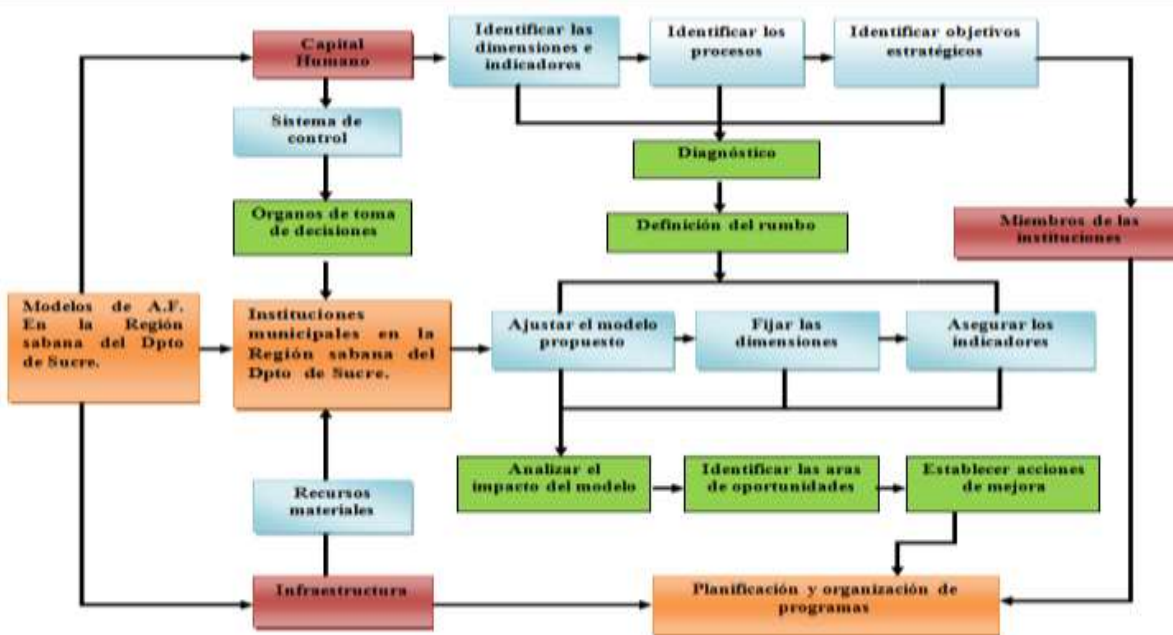 Capital
Humano
Identificar las
dimensiones e
indicadores
Identificar los
procesos
Identificar objetivos
estratégicos
Sistema de
control
Diagnóstico
Órganos de toma
de decisiones
Definición del rumbo
Miembros de las
instituciones
Modelos de A.F.
En la Región
sabana del Dpto
de Sucre.
Instituciones
municipales en la
Región sabana del
Dpto de Sucre.
Ajustar el modelo
propuesto
Fijar las
dimensiones
Asegurar los
indicadores
Analizar el
impacto del modelo
Identificar las aras
de oportunidades
Establecer acciones
de mejora
Recursos
materiales
Infraestructura
Planificación y organización de
programas